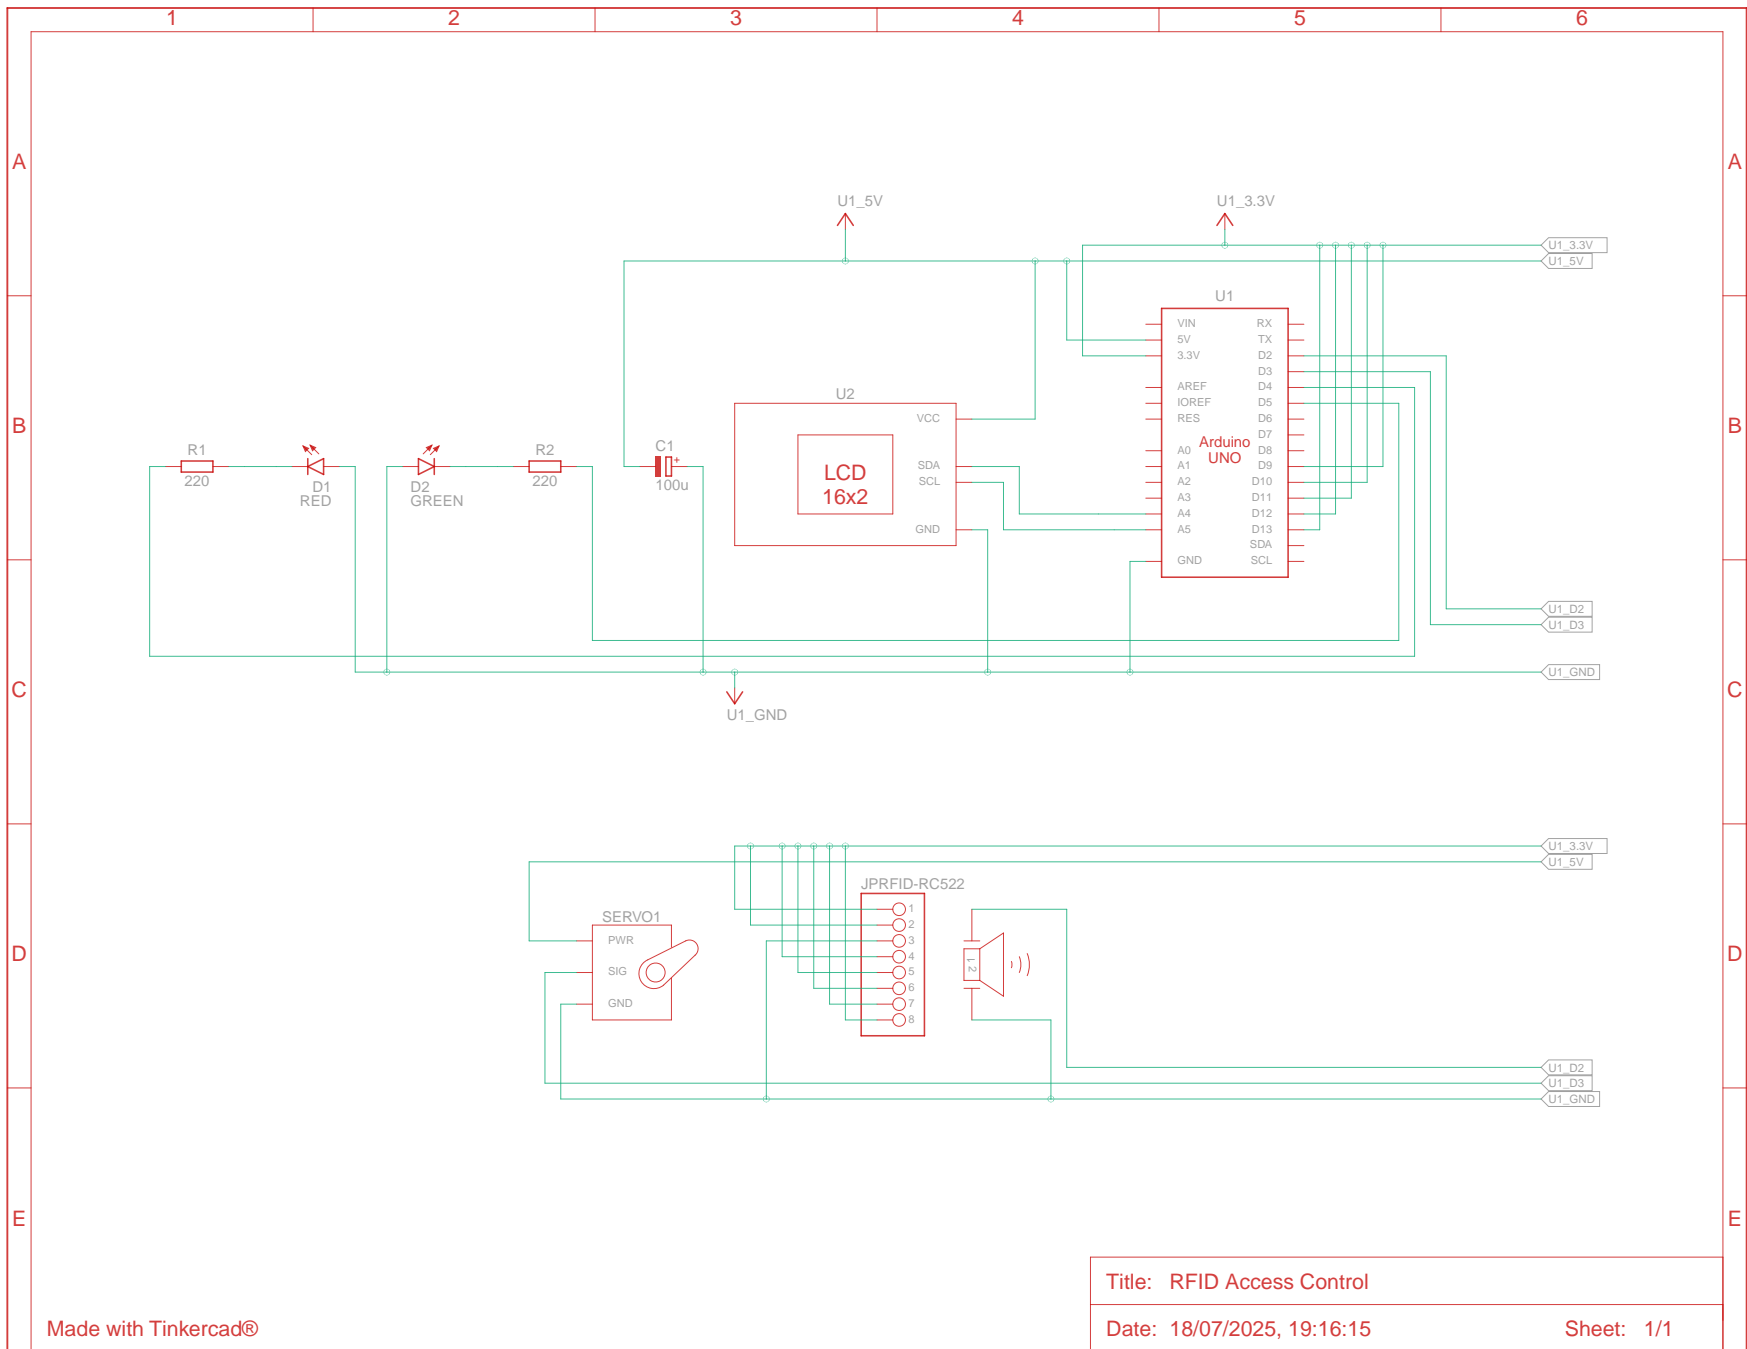 1 2 3 4 5 6
A A
U1_5V U1_3.3V
U1_3.3V
U1_5V
U1
VIN RX
5V TX
3.3V D2
D3
AREF D4
IOREF D5
RES D6
D7
A0 D8
A1 D9
A2 D10
A3 D11
A4 D12
A5 D13
SDA
GND SCL
Arduino
UNO
B B
U2
VCC
SDA
SCL
GND
LCD
16x2
R1
220
D1
RED
D2
GREEN
R2
220
C1
+
100u
U1_D2
U1_D3
U1_GND
C C
U1_GND
U1_3.3V
U1_5V
JPRFID-RC522
1
2
3
4
5
6
7
8
SERVO1
PWR
SIG
GND
1 2
D D
U1_D2
U1_D3
U1_GND
E E
Title: RFID Access Control
Made with Tinkercad®
Date: 18/07/2025, 19:16:15 Sheet: 1/1